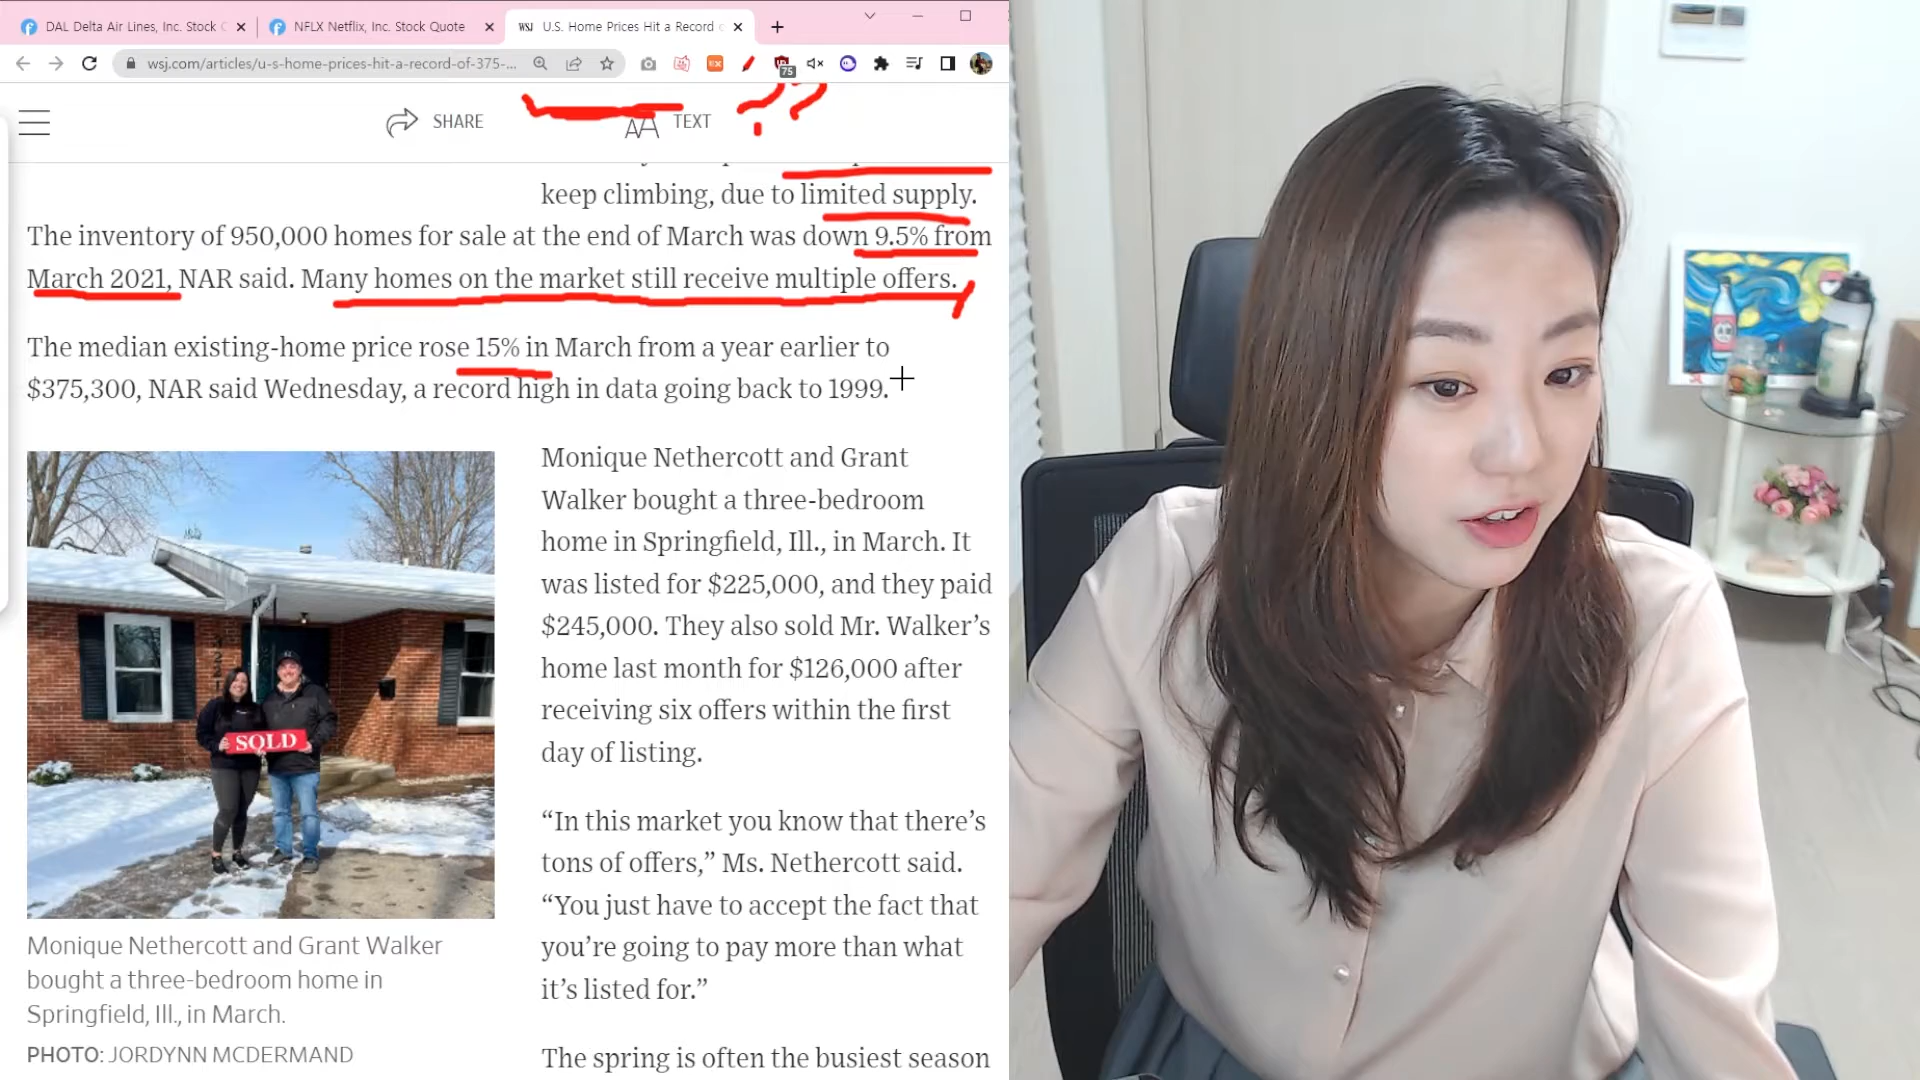 DAL Delta Air Lines, Inc. Stock
NFLX Netflix, Inc. Stock Quote
WSJ U.S. Home Prices Hit a Record
wsj.com/articles/u-s-home-prices-hit-a-record-of-375-...
75
SHARE
AA TEXT
??
keep climbing, due to limited supply.
The inventory of 950,000 homes for sale at the end of March was down 9.5% from
March 2021, NAR said. Many homes on the market still receive multiple offers.
The median existing-home price rose 15% in March from a year earlier to
$375,300, NAR said Wednesday, a record high in data going back to 1999.
SOLD
Monique Nethercott and Grant Walker
bought a three-bedroom home in
Springfield, Ill., in March.
PHOTO: JORDYNN MCDERMAND
Monique Nethercott and Grant
Walker bought a three-bedroom
home in Springfield, Ill., in March. It
was listed for $225,000, and they paid
$245,000. They also sold Mr. Walker’s
home last month for $126,000 after
receiving six offers within the first
day of listing.
“In this market you know that there’s
tons of offers,” Ms. Nethercott said.
“You just have to accept the fact that
you’re going to pay more than what
it’s listed for.”
The spring is often the busiest season